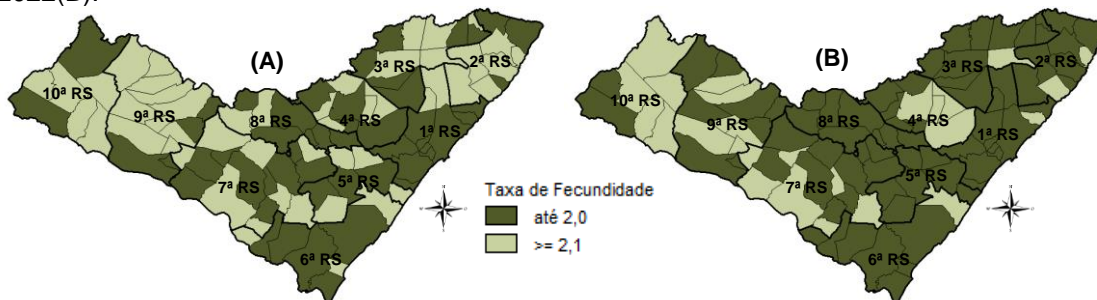 2022(B).
(A)
3ª RS
2ª RS
10ª RS
9ª RS
8ª RS
4ª RS
1ª RS
7ª RS
5ª RS
6ª RS
Taxa de Fecundidade
até 2,0
>= 2,1
(B)
3ª RS
2ª RS
10ª RS
9ª RS
8ª RS
4ª RS
1ª RS
7ª RS
5ª RS
6ª RS